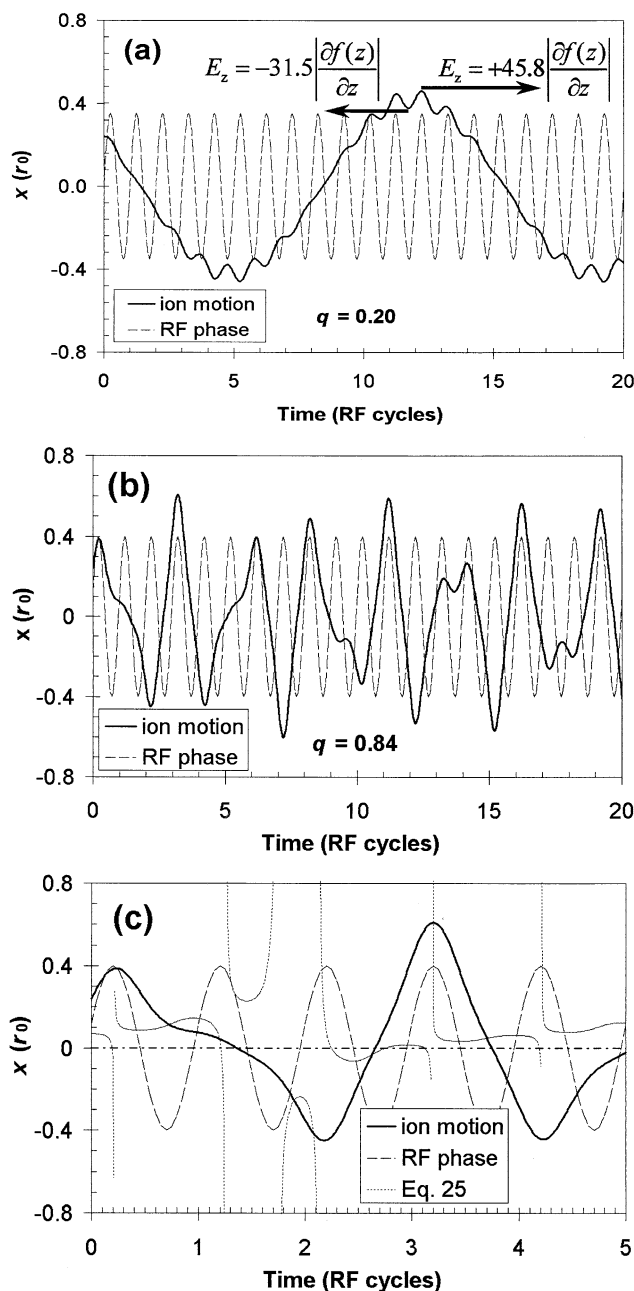 (a)
E_z = −31.5 |∂f(z)/∂z| E_z = +45.8 |∂f(z)/∂z|
0.8
0.4
0.0
-0.4
-0.8
x (r0)
ion motion
RF phase
q = 0.20
0 5 10 15 20
Time (RF cycles)
(b)
0.8
0.4
0
-0.4
-0.8
x (r0)
ion motion
RF phase
q = 0.84
0 5 10 15 20
Time (RF cycles)
(c)
0.8
0.4
0
-0.4
-0.8
x (r0)
ion motion
RF phase
Eq. 25
0 1 2 3 4 5
Time (RF cycles)